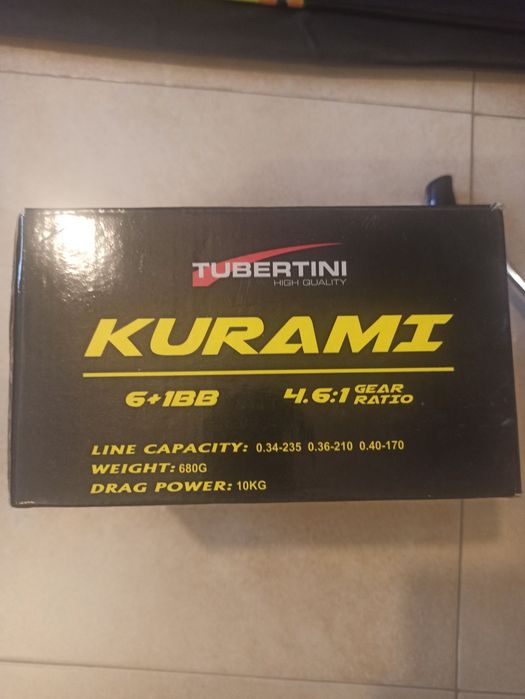 TUBERTINI
HIGH QUALITY
KURAMI
6+1BB 4.6:1 GEAR RATIO
LINE CAPACITY: 0.34-235 0.36-210 0.40-170
WEIGHT: 680G
DRAG POWER: 10KG